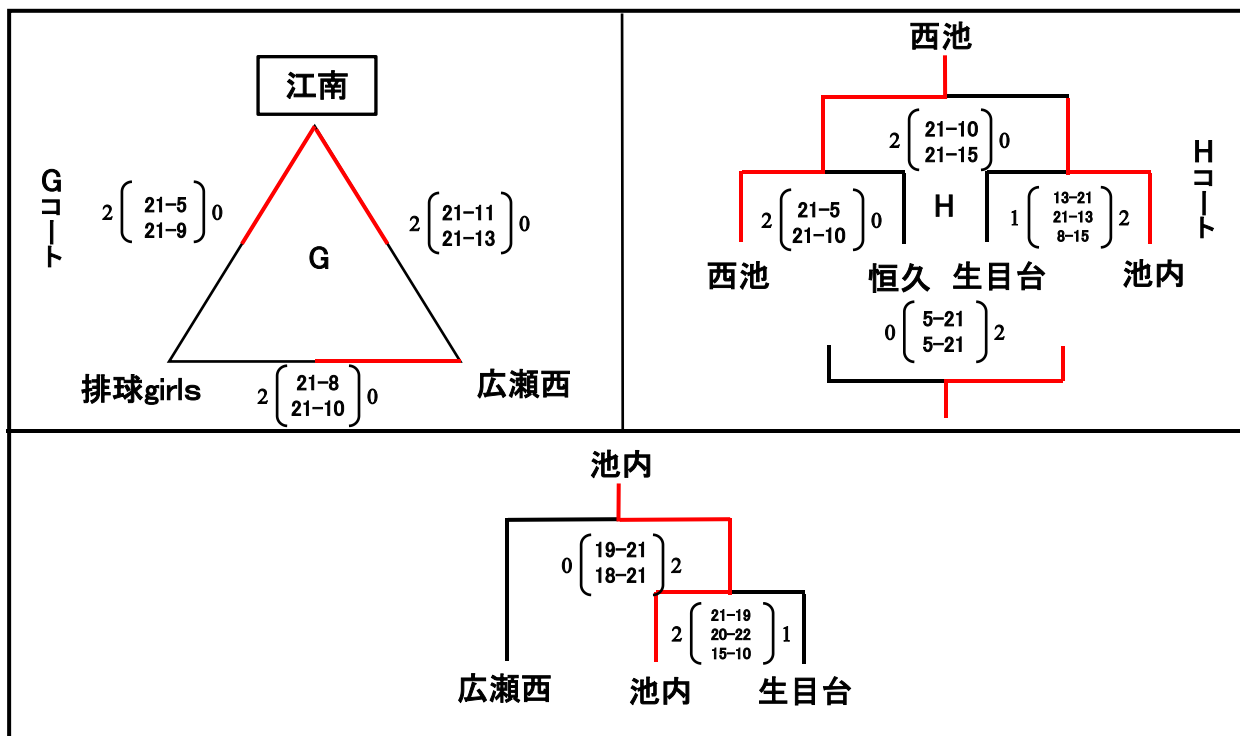 江南
Gコート
2 21-5 0
21-9
2 21-11 0
21-13
G
排球girls
広瀬西
2 21-8 0
21-10
西池
2 21-10 0
21-15
Hコート
2 21-5 0
21-10
H
1 13-21 2
21-13
8-15
西池
恒久
生目台
池内
0 5-21 2
5-21
池内
0 19-21 2
18-21
2 21-19 1
20-22
15-10
広瀬西
池内
生目台